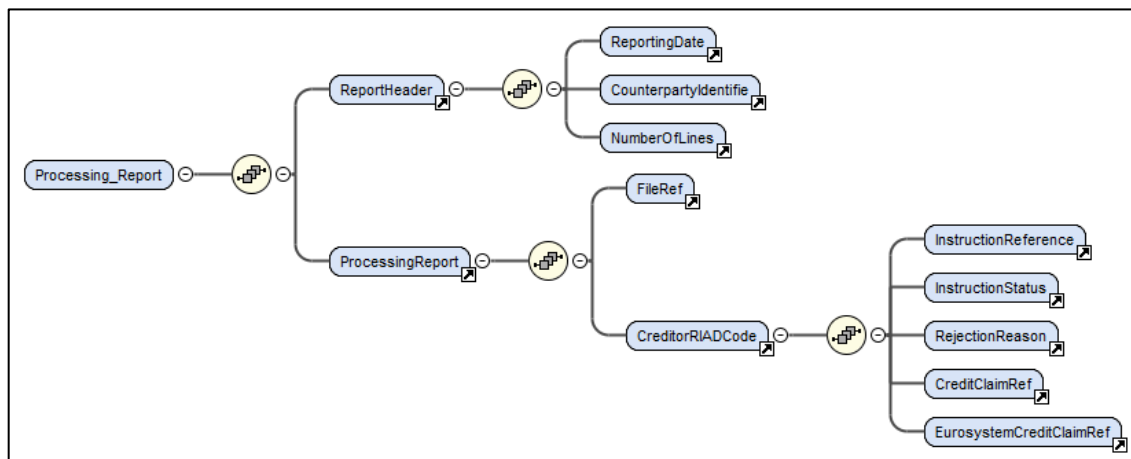 ReportingDate
ReportHeader
CounterpartyIdentifie
NumberOfLines
Processing_Report
FileRef
ProcessingReport
InstructionReference
InstructionStatus
CreditorRIADCode
RejectionReason
CreditClaimRef
EurosystemCreditClaimRef